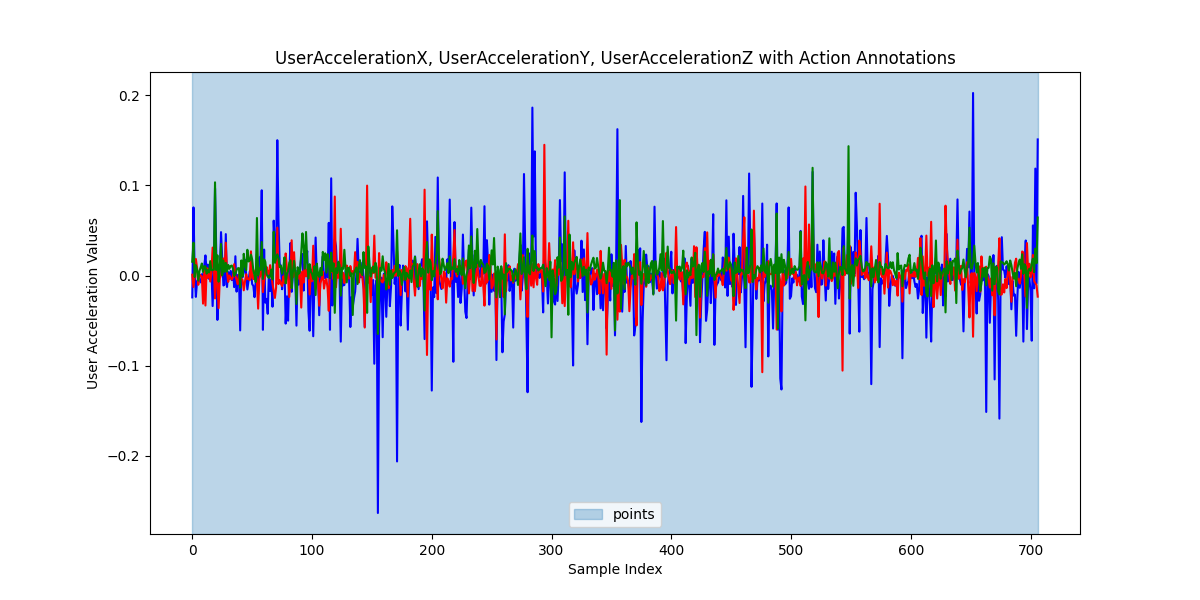 UserAccelerationX, UserAccelerationY, UserAccelerationZ with Action Annotations
User Acceleration Values
0.2
0.1
0.0
−0.1
−0.2
points
0 100 200 300 400 500 600 700
Sample Index